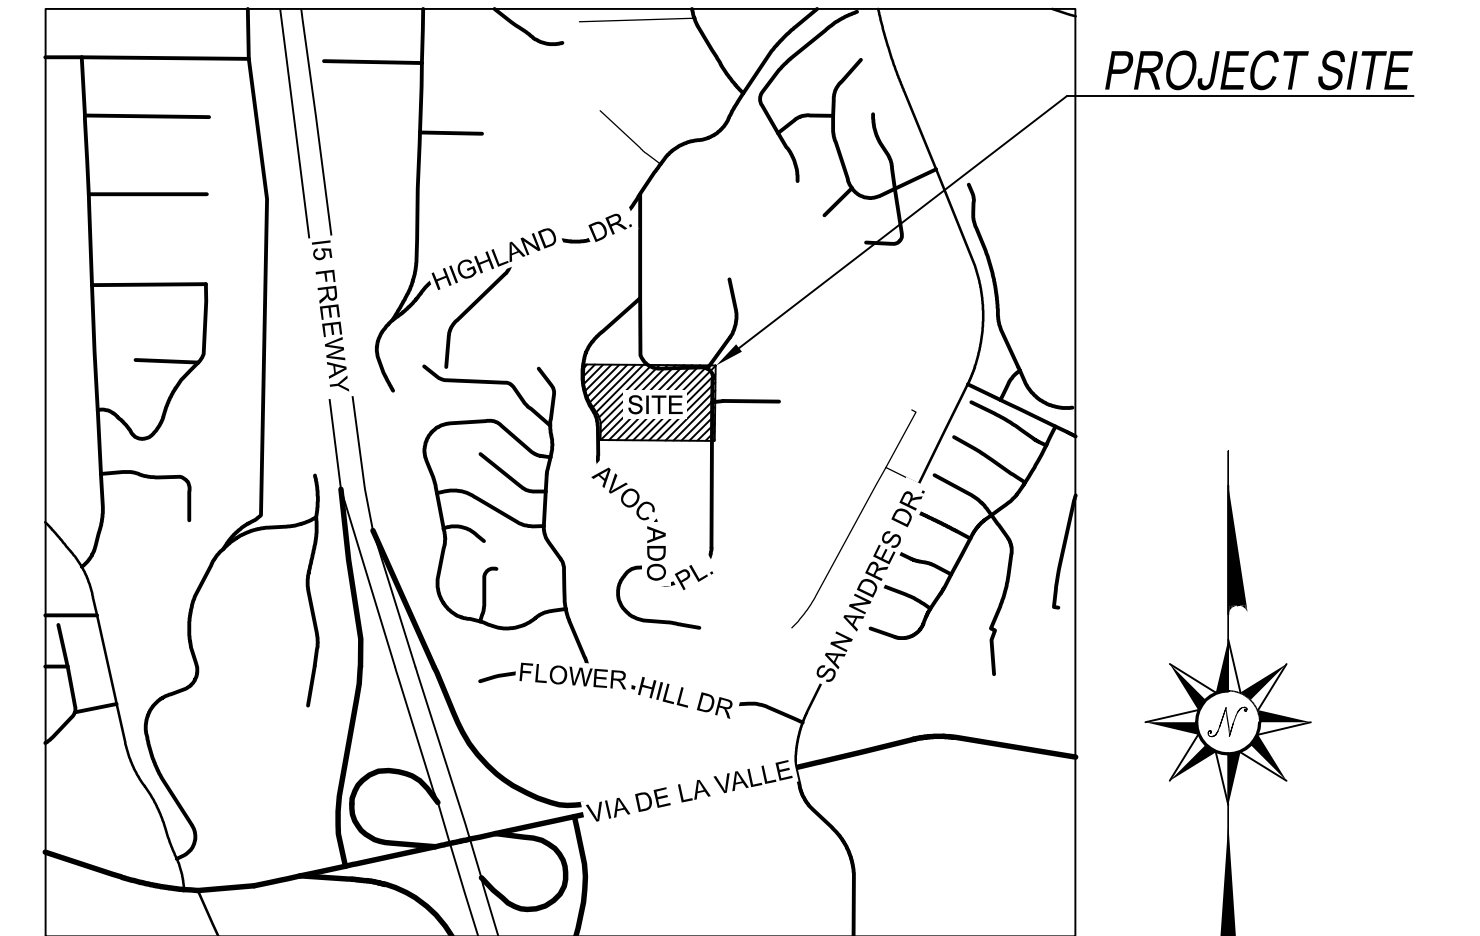 PROJECT SITE
HIGHLAND DR.
I5 FREEWAY
SITE
AVOCADO PL.
SAN ANDRES DR.
FLOWER HILL DR
VIA DE LA VALLE
N